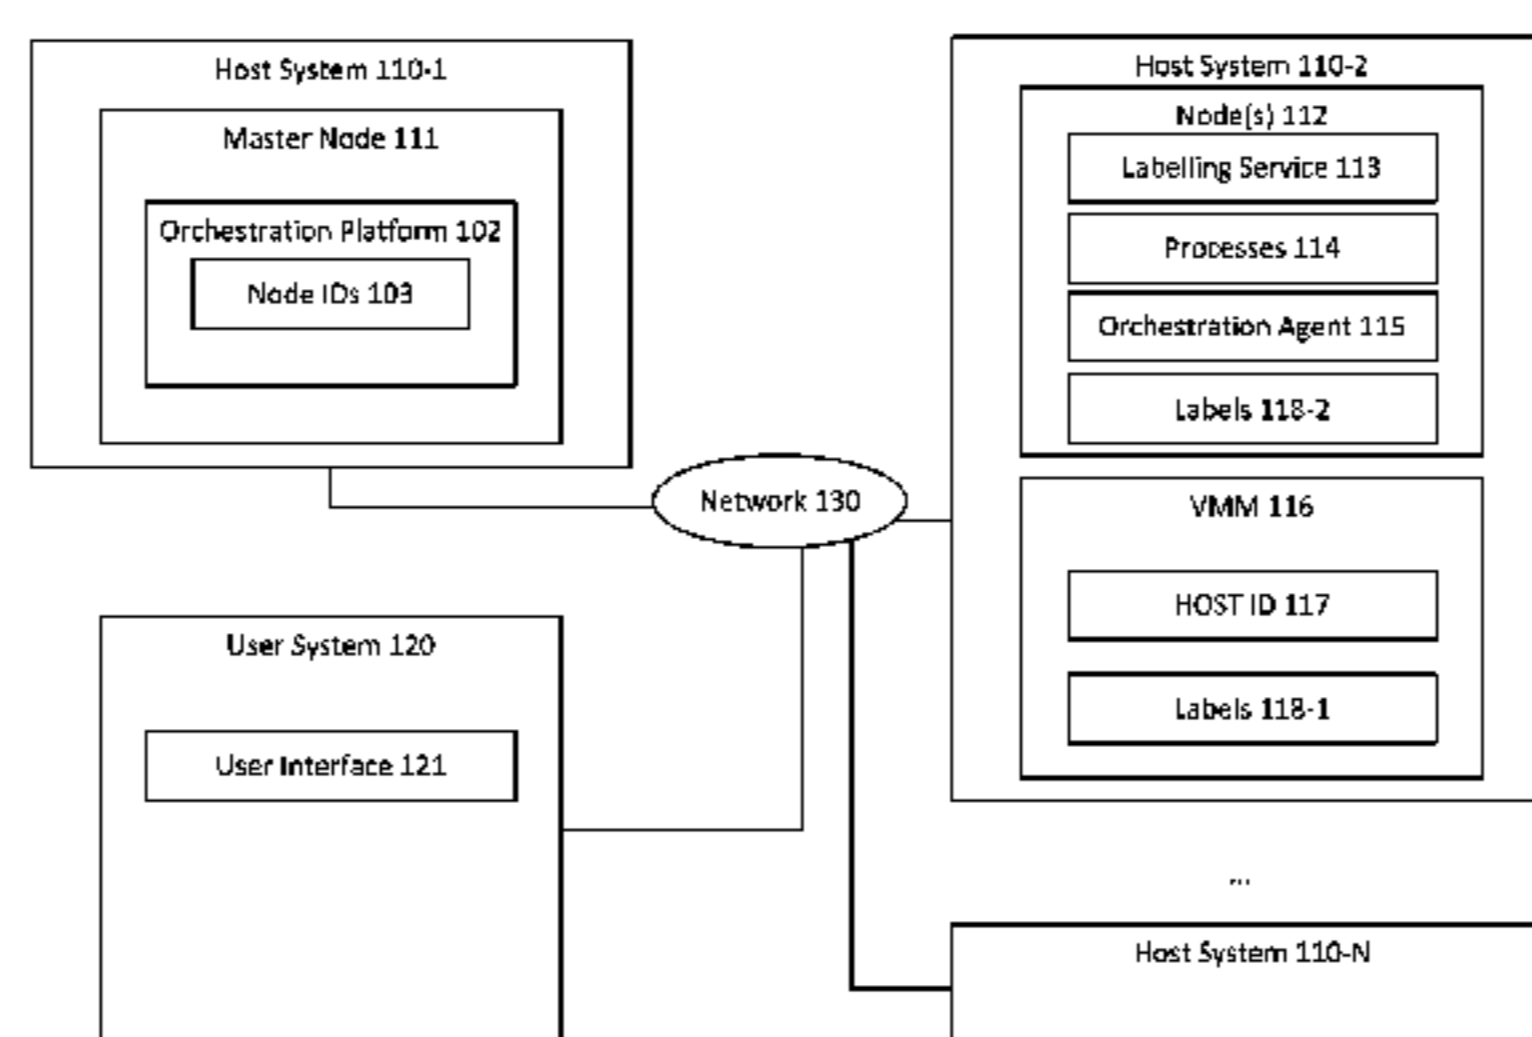 Host System 110-1
Master Node 111
Orchestration Platform 102
Node IDs 103
Host System 110-2
Node(s) 112
Labelling Service 113
Processes 114
Orchestration Agent 115
Labels 118-2
Network 130
VMM 116
HOST ID 117
Labels 118-1
User System 120
User Interface 121
...
Host System 110-N